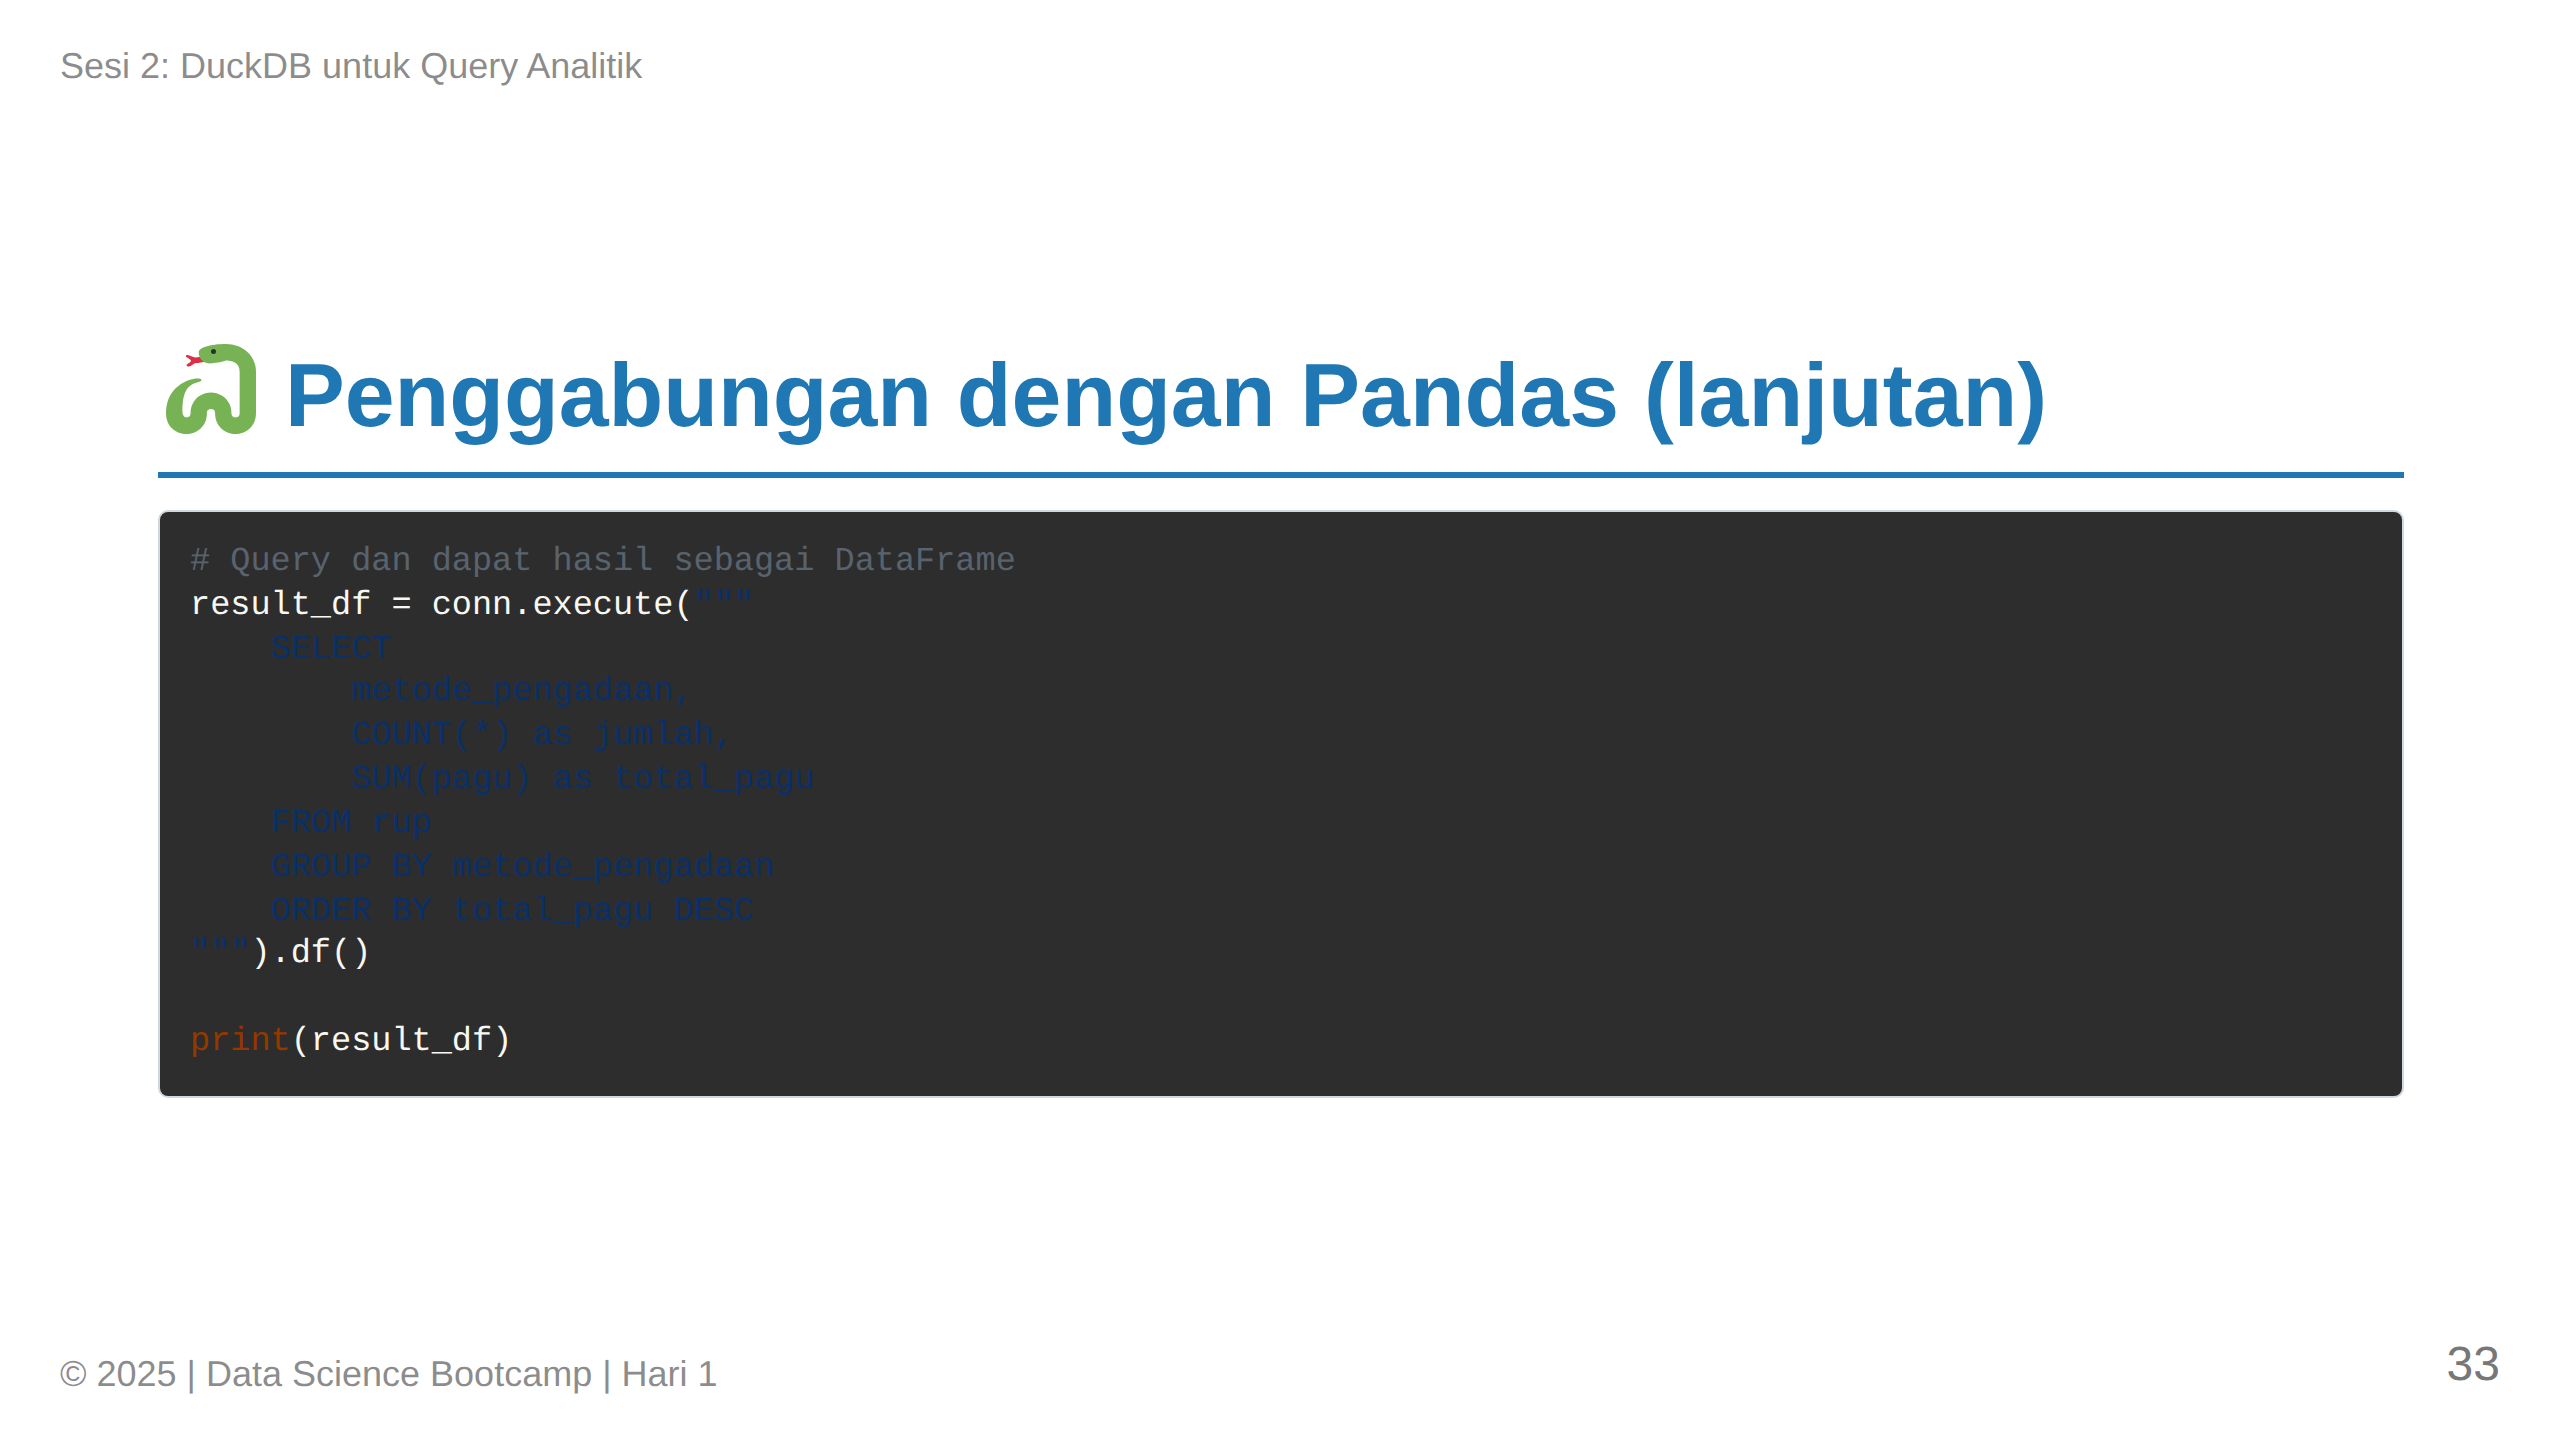 Sesi 2: DuckDB untuk Query Analitik
Penggabungan dengan Pandas (lanjutan)
# Query dan dapat hasil sebagai DataFrame
result_df = conn.execute("""
    SELECT
        metode_pengadaan,
        COUNT(*) as jumlah,
        SUM(pagu) as total_pagu
    FROM rup
    GROUP BY metode_pengadaan
    ORDER BY total_pagu DESC
""").df()
print(result_df)
© 2025 | Data Science Bootcamp | Hari 1
33